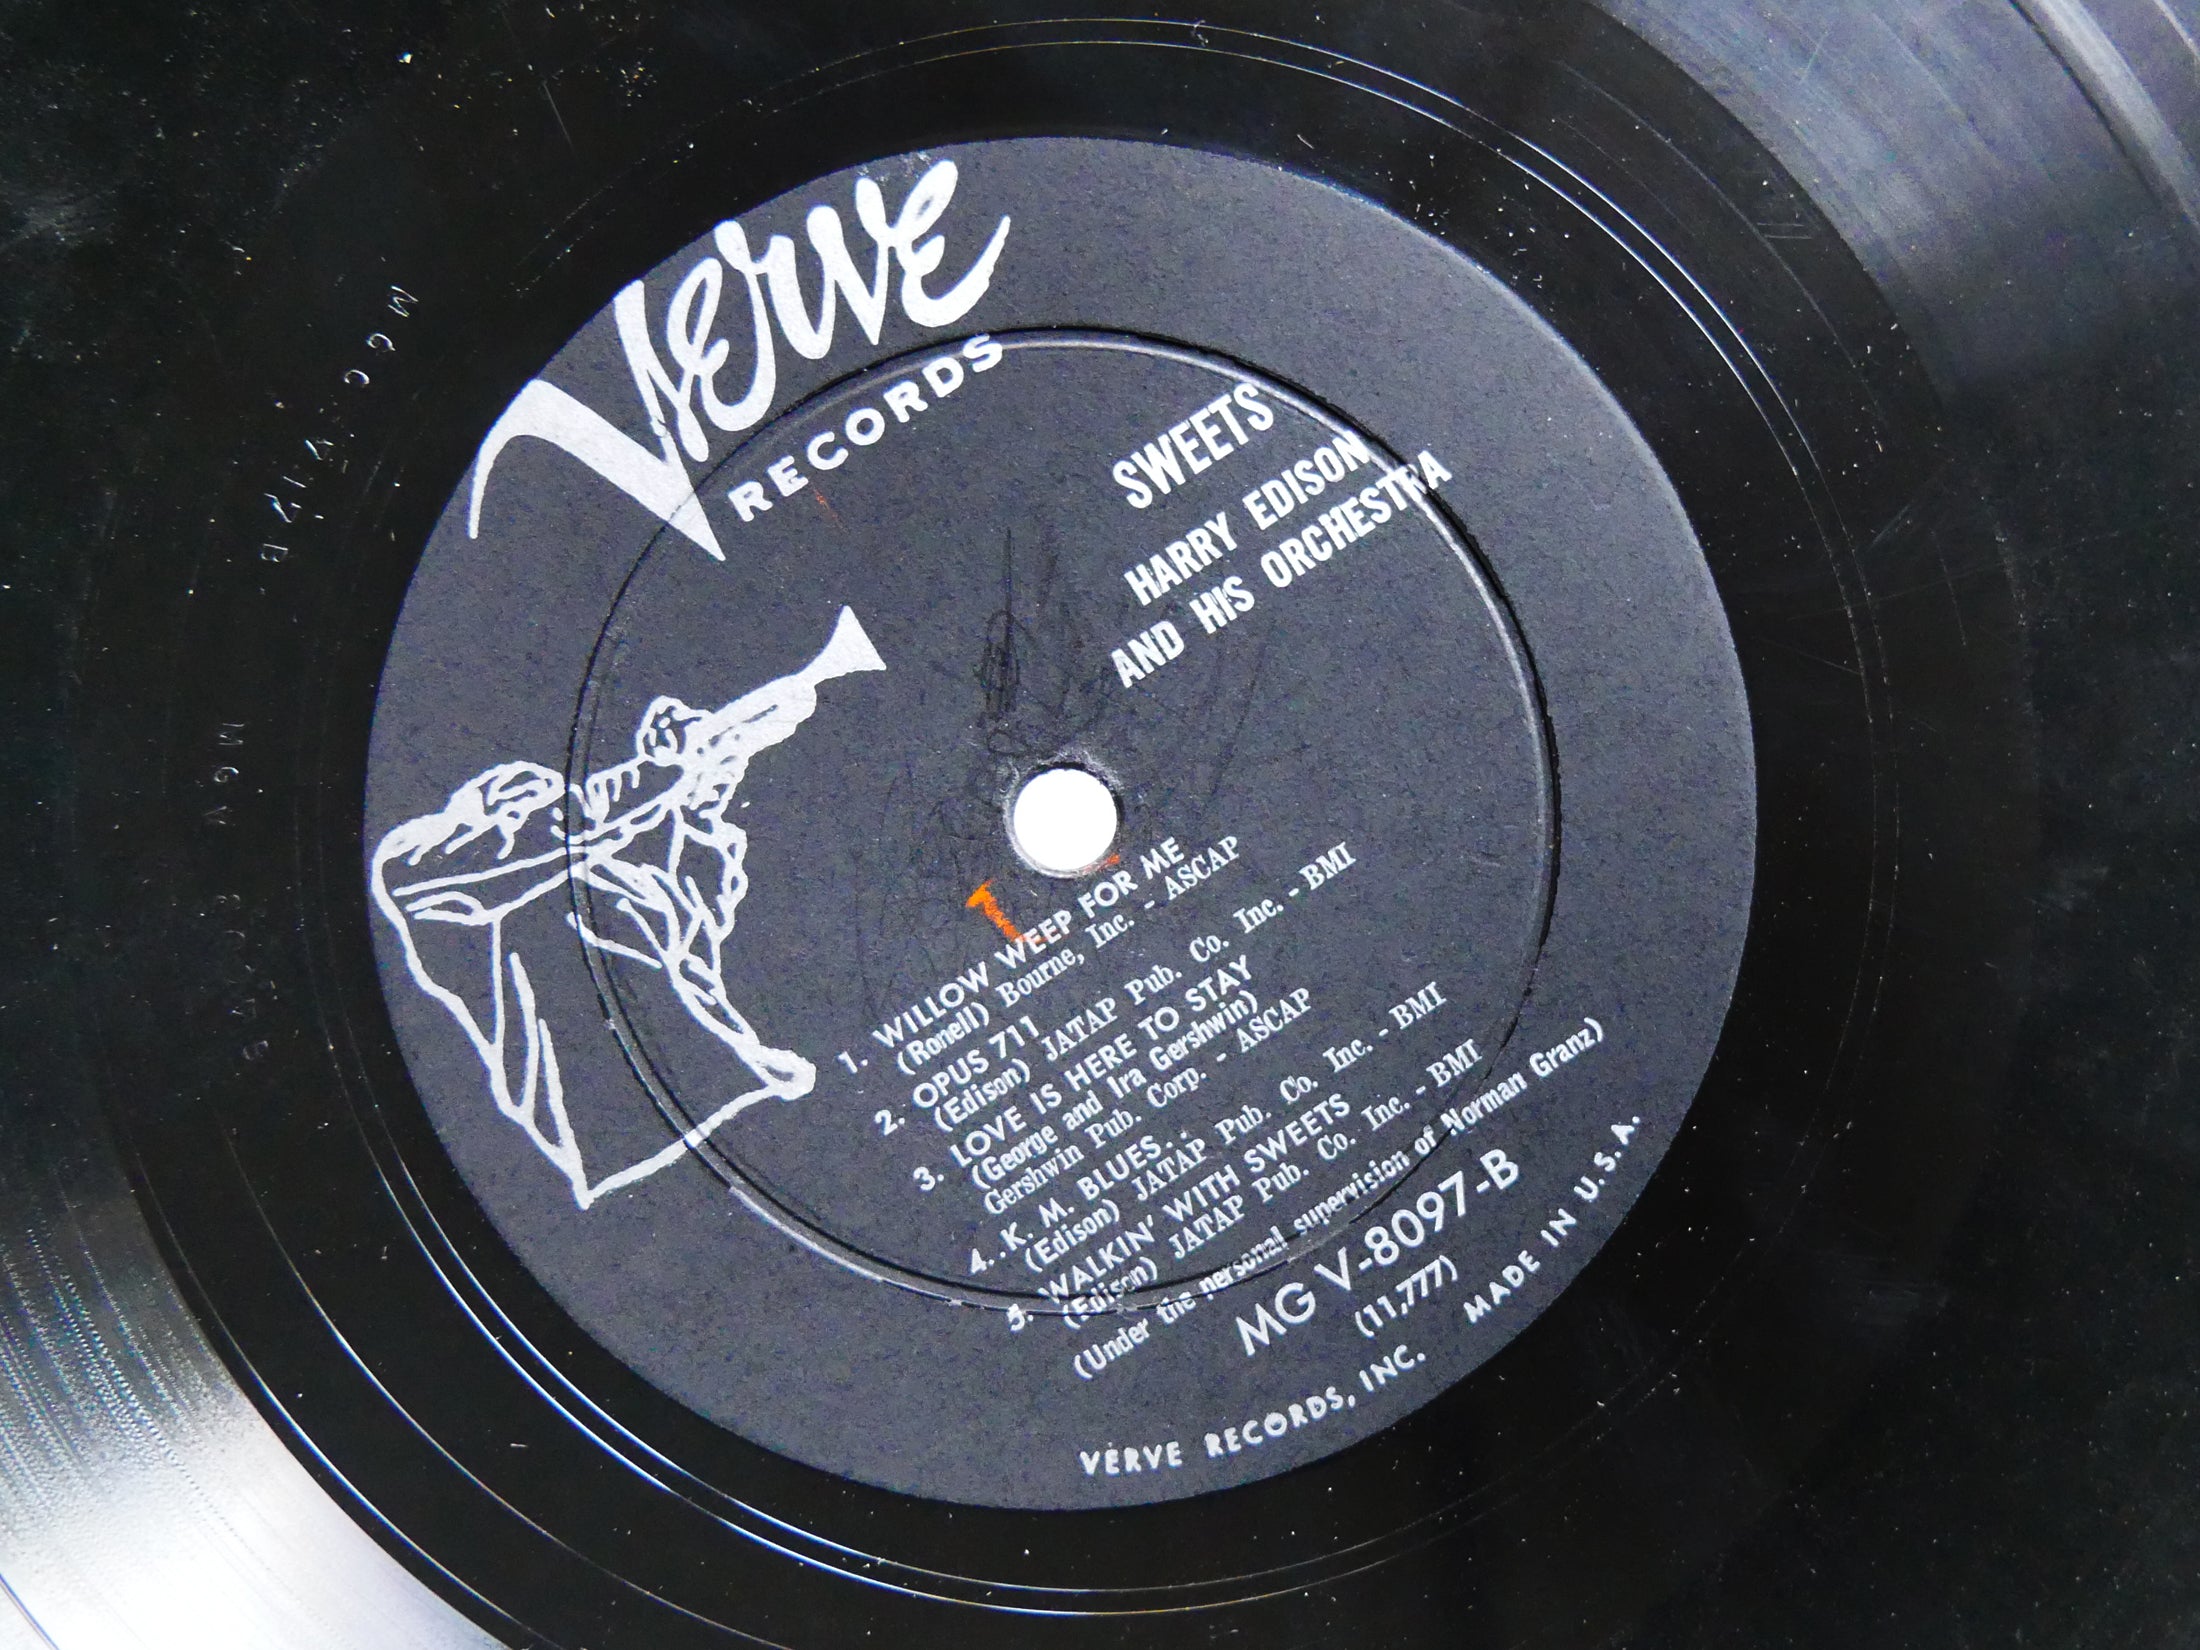 Verve
RECORDS
SWEETS
HARRY EDISON
AND HIS ORCHESTRA
1. WILLOW WEEP FOR ME
(Ronell) Bourne, Inc. - ASCAP
2. OPUS 711
(Edison) JATAP Pub. Co. Inc. - BMI
3. LOVE IS HERE TO STAY
(George and Ira Gershwin)
Gershwin Pub. Corp. - ASCAP
4. K. M. BLUES
(Edison) JATAP Pub. Co. Inc. - BMI
5. WALKIN' WITH SWEETS
(Edison) JATAP Pub. Co. Inc. - BMI
(Under the personal supervision of Norman Granz)
MG V-8097-B
(11,777)
VERVE RECORDS, INC. MADE IN U.S.A.